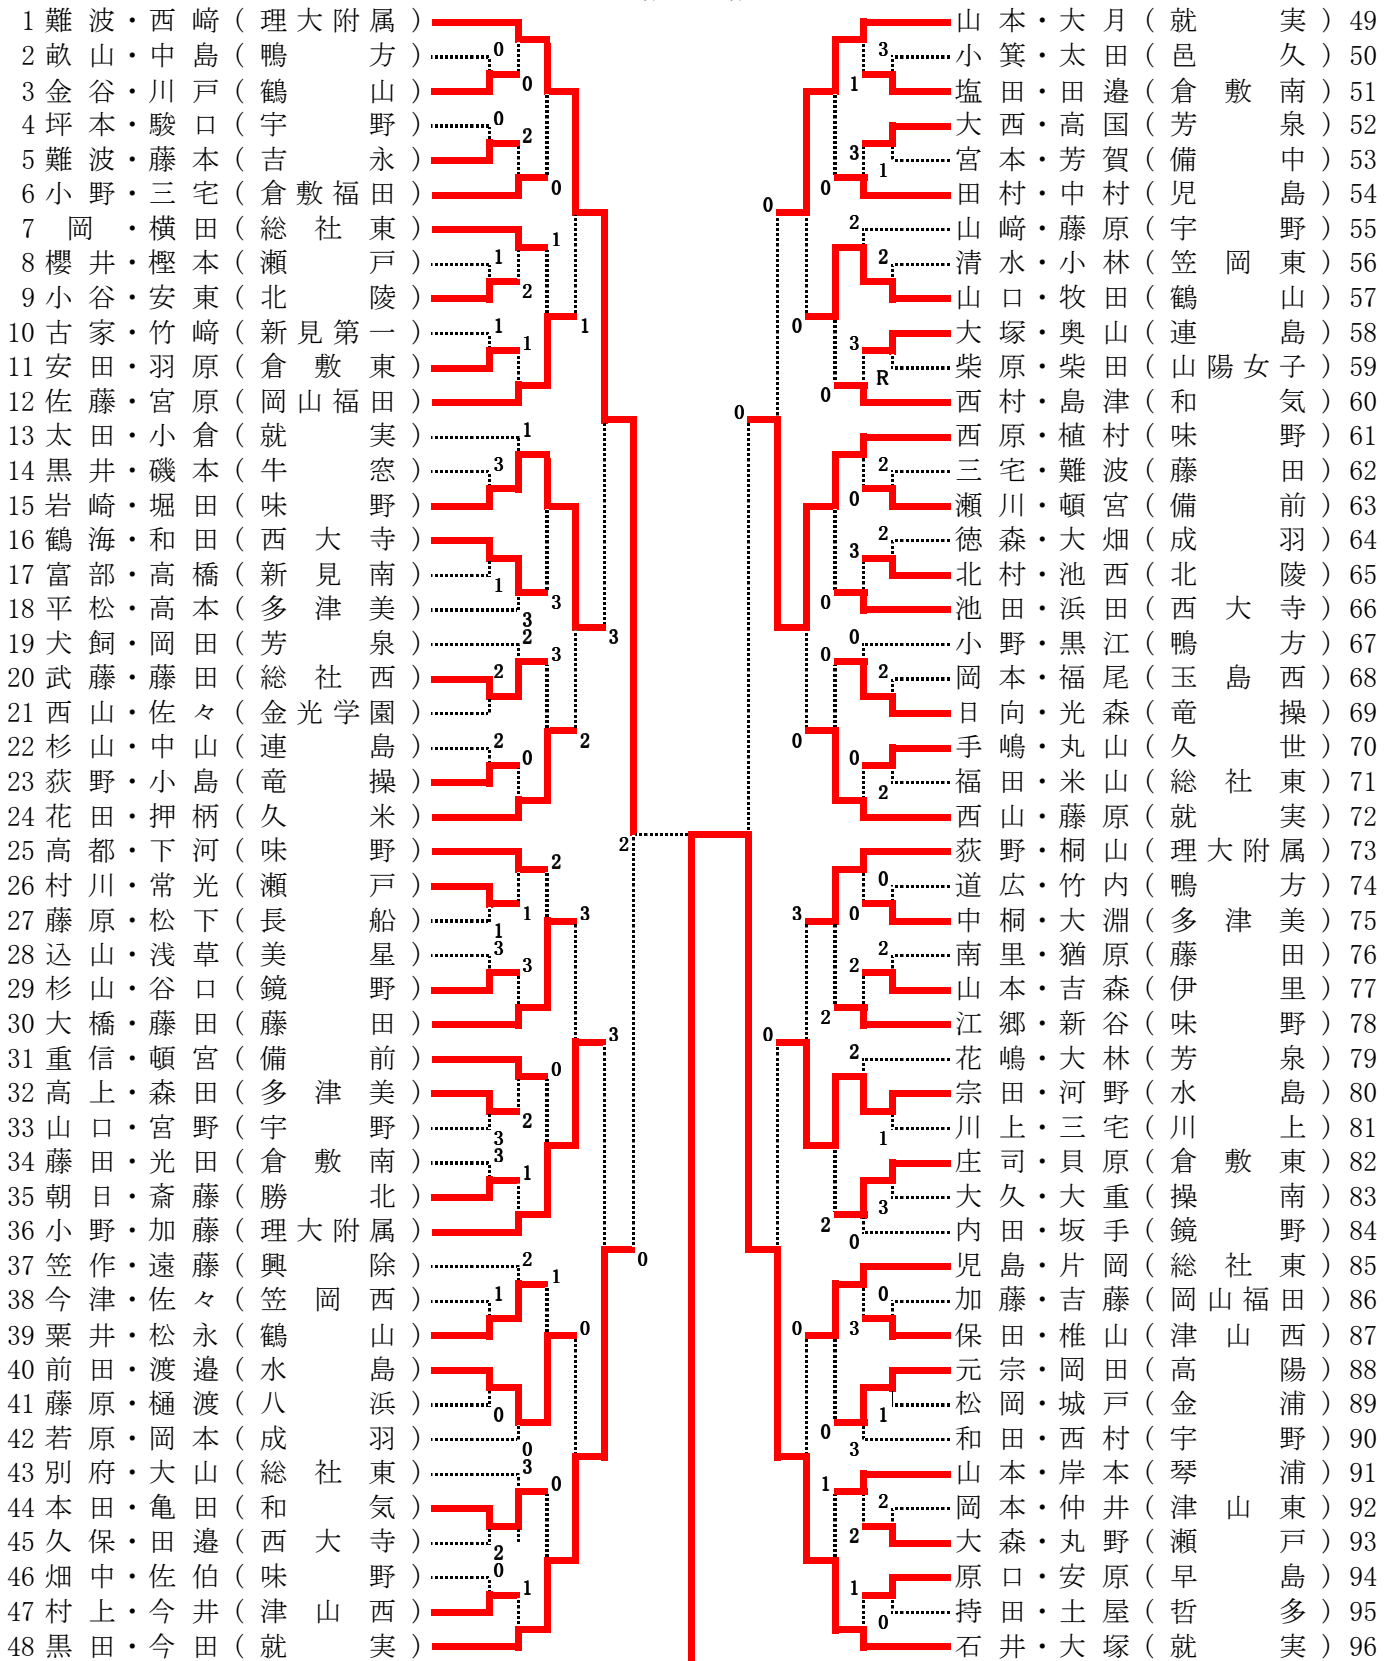 1 難波・西﨑(理大附属)
2 畝山・中島(鴨方)
3 金谷・川戸(鶴山)
4 坪本・駿口(宇野)
5 難波・藤本(吉永)
6 小野・三宅(倉敷福田)
7 岡・横田(総社東)
8 櫻井・樫本(瀬戸)
9 小谷・安東(北陵)
10 古家・竹﨑(新見第一)
11 安田・羽原(倉敷東)
12 佐藤・宮原(岡山福田)
13 太田・小倉(就実)
14 黒井・磯本(牛窓)
15 岩崎・堀田(味野)
16 鶴海・和田(西大寺)
17 富部・高橋(新見南)
18 平松・高本(多津美)
19 犬飼・岡田(芳泉)
20 武藤・藤田(総社西)
21 西山・佐々(金光学園)
22 杉山・中山(連島)
23 荻野・小島(竜操)
24 花田・押柄(久米)
25 高都・下河(味野)
26 村川・常光(瀬戸)
27 藤原・松下(長船)
28 込山・浅草(美星)
29 杉山・谷口(鏡野)
30 大橋・藤田(藤田)
31 重信・頓宮(備前)
32 高上・森田(多津美)
33 山口・宮野(宇野)
34 藤田・光田(倉敷南)
35 朝日・斎藤(勝北)
36 小野・加藤(理大附属)
37 笠作・遠藤(興除)
38 今津・佐々(笠岡西)
39 粟井・松永(鶴山)
40 前田・渡邉(水島)
41 藤原・樋渡(八浜)
42 若原・岡本(成羽)
43 別府・大山(総社東)
44 本田・亀田(和気)
45 久保・田邉(西大寺)
46 畑中・佐伯(味野)
47 村上・今井(津山西)
48 黒田・今田(就実)
山本・大月(就実)49
小箕・太田(邑久)50
塩田・田邉(倉敷南)51
大西・高国(芳泉)52
宮本・芳賀(備中)53
田村・中村(児島)54
山﨑・藤原(宇野)55
清水・小林(笠岡東)56
山口・牧田(鶴山)57
大塚・奥山(連島)58
柴原・柴田(山陽女子)59
西村・島津(和気)60
西原・植村(味野)61
三宅・難波(藤田)62
瀬川・頓宮(備前)63
徳森・大畑(成羽)64
北村・池西(北陵)65
池田・浜田(西大寺)66
小野・黒江(鴨方)67
岡本・福尾(玉島西)68
日向・光森(竜操)69
手嶋・丸山(久世)70
福田・米山(総社東)71
西山・藤原(就実)72
荻野・桐山(理大附属)73
道広・竹内(鴨方)74
中桐・大淵(多津美)75
南里・猶原(藤田)76
山本・吉森(伊里)77
江郷・新谷(味野)78
花嶋・大林(芳泉)79
宗田・河野(水島)80
川上・三宅(川上)81
庄司・貝原(倉敷東)82
大久・大重(操南)83
内田・坂手(鏡野)84
児島・片岡(総社東)85
加藤・吉藤(岡山福田)86
保田・椎山(津山西)87
元宗・岡田(高陽)88
松岡・城戸(金浦)89
和田・西村(宇野)90
山本・岸本(琴浦)91
岡本・仲井(津山東)92
大森・丸野(瀬戸)93
原口・安原(早島)94
持田・土屋(哲多)95
石井・大塚(就実)96